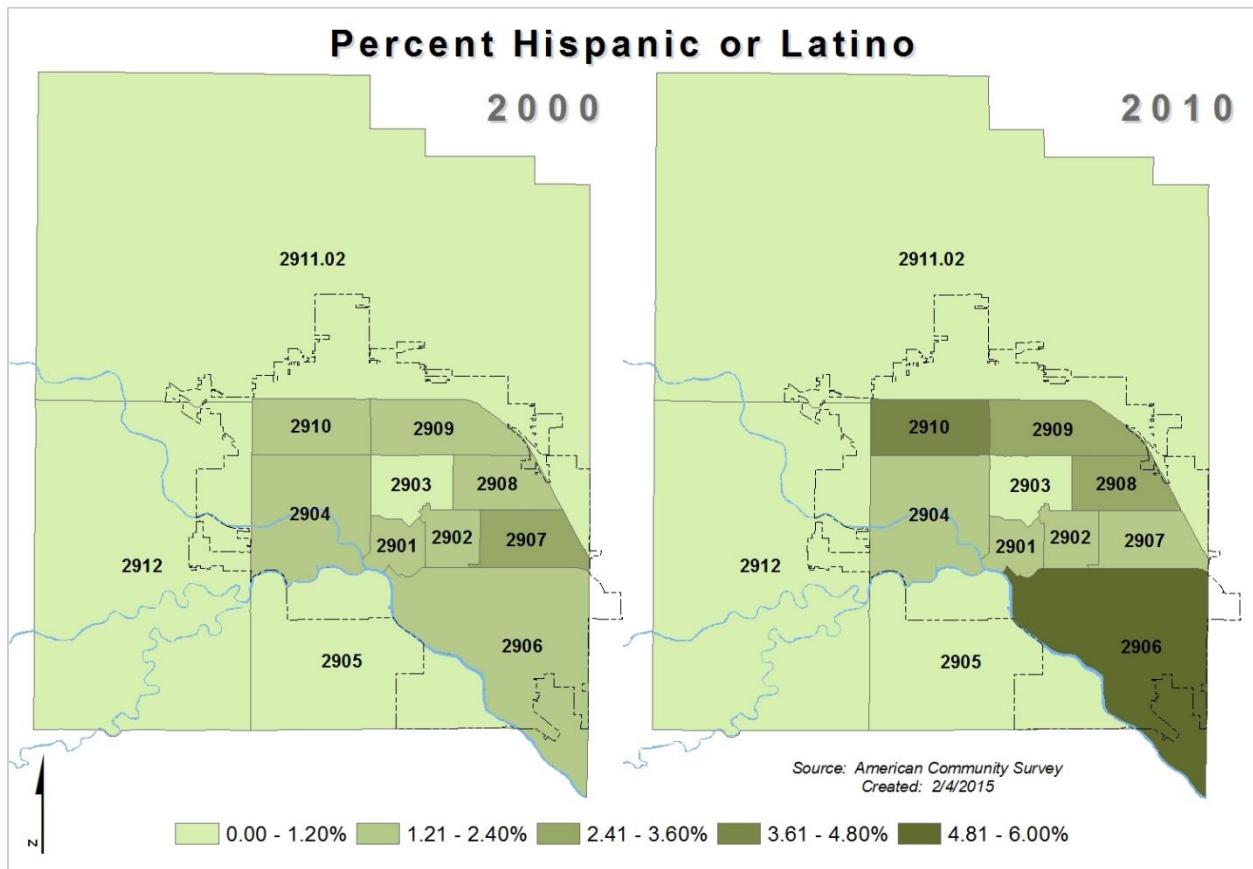 Percent Hispanic or Latino
2000
2911.02
2910
2909
2903
2908
2904
2901
2902
2907
2912
2906
2905
2010
2911.02
2910
2909
2903
2908
2904
2901
2902
2907
2912
2906
2905
Source: American Community Survey
Created: 2/4/2015
N
0.00 - 1.20%
1.21 - 2.40%
2.41 - 3.60%
3.61 - 4.80%
4.81 - 6.00%